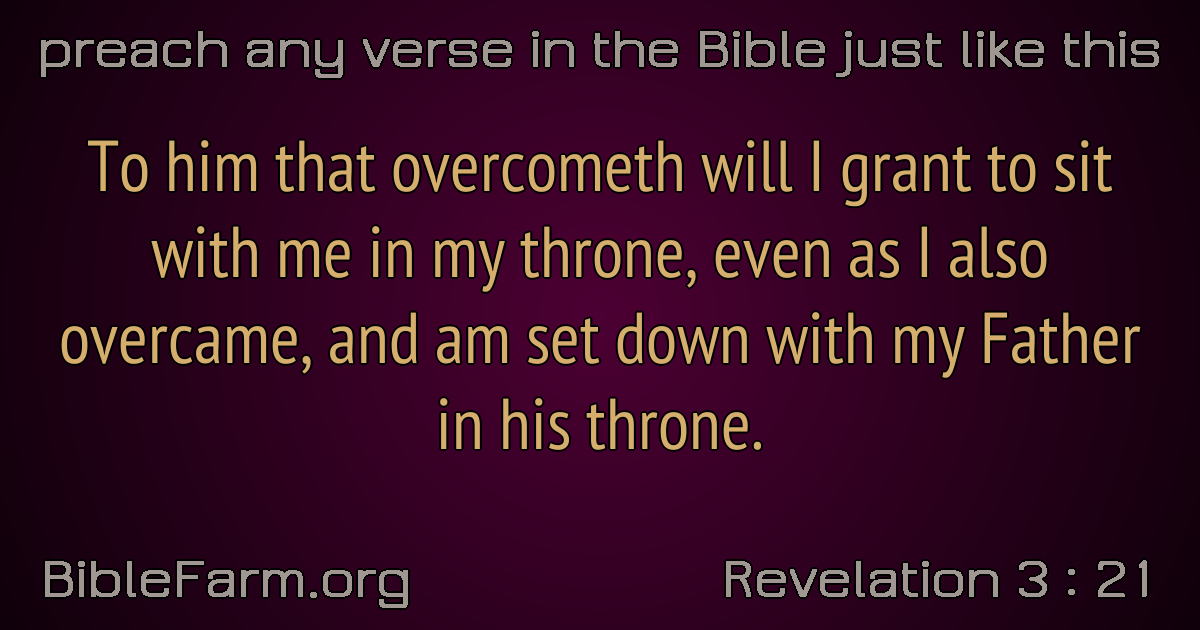 preach any verse in the Bible just like this
To him that overcometh will I grant to sit
with me in my throne, even as I also
overcame, and am set down with my Father
in his throne.
BibleFarm.org
Revelation 3 : 21